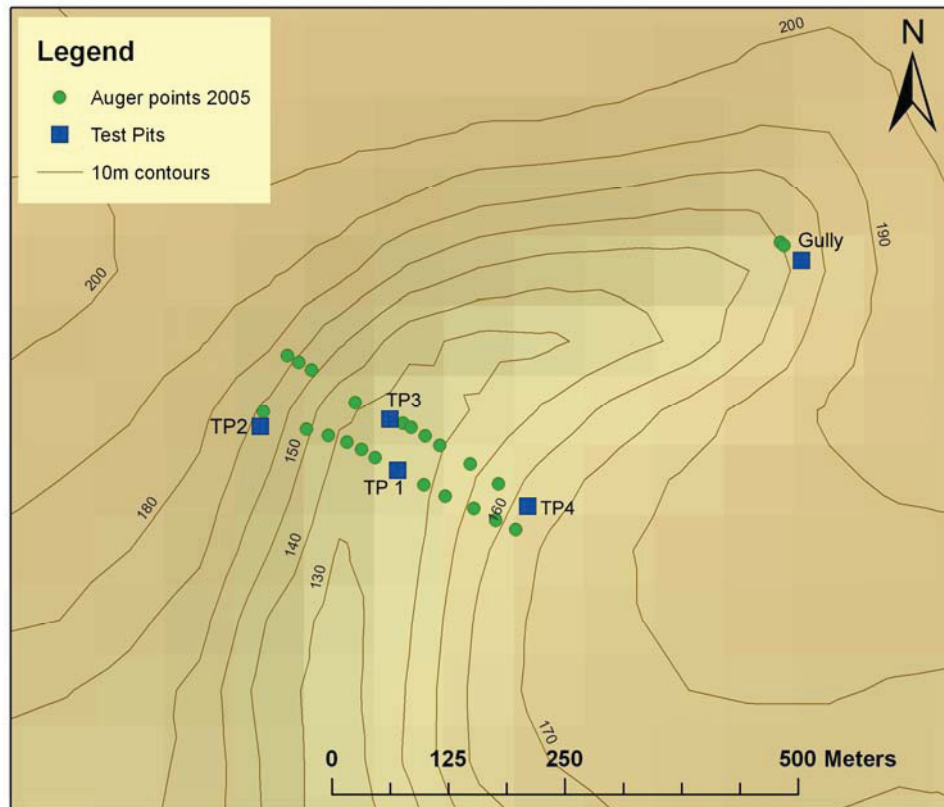 Legend
Auger points 2005
Test Pits
10m contours
N
200
190
Gully
200
TP3
TP2
150
TP 1
180
160
TP4
140
130
170
0 125 250 500 Meters